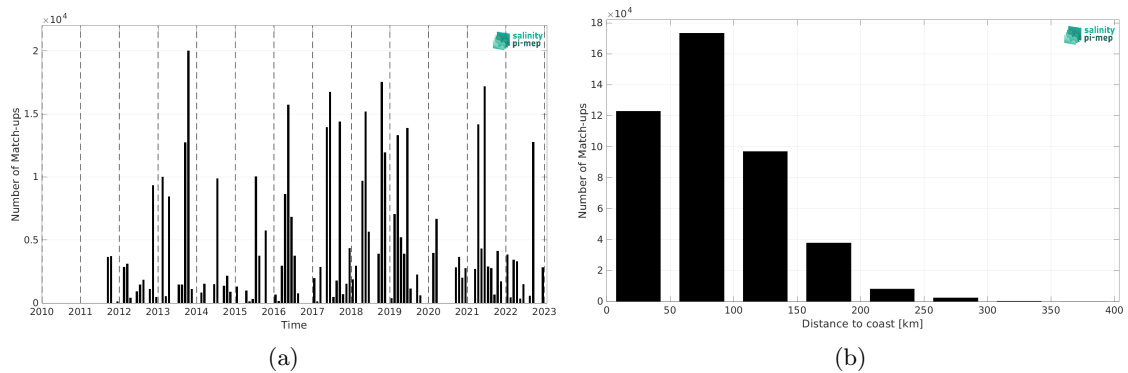 ×10⁴
2
1.5
1
0.5
0
Number of Match-ups
2010 2011 2012 2013 2014 2015 2016 2017 2018 2019 2020 2021 2022 2023
Time
salinity
pi-mep
(a)
×10⁴
18
16
14
12
10
8
6
4
2
0
Number of Match-ups
0 50 100 150 200 250 300 350 400
Distance to coast [km]
salinity
pi-mep
(b)